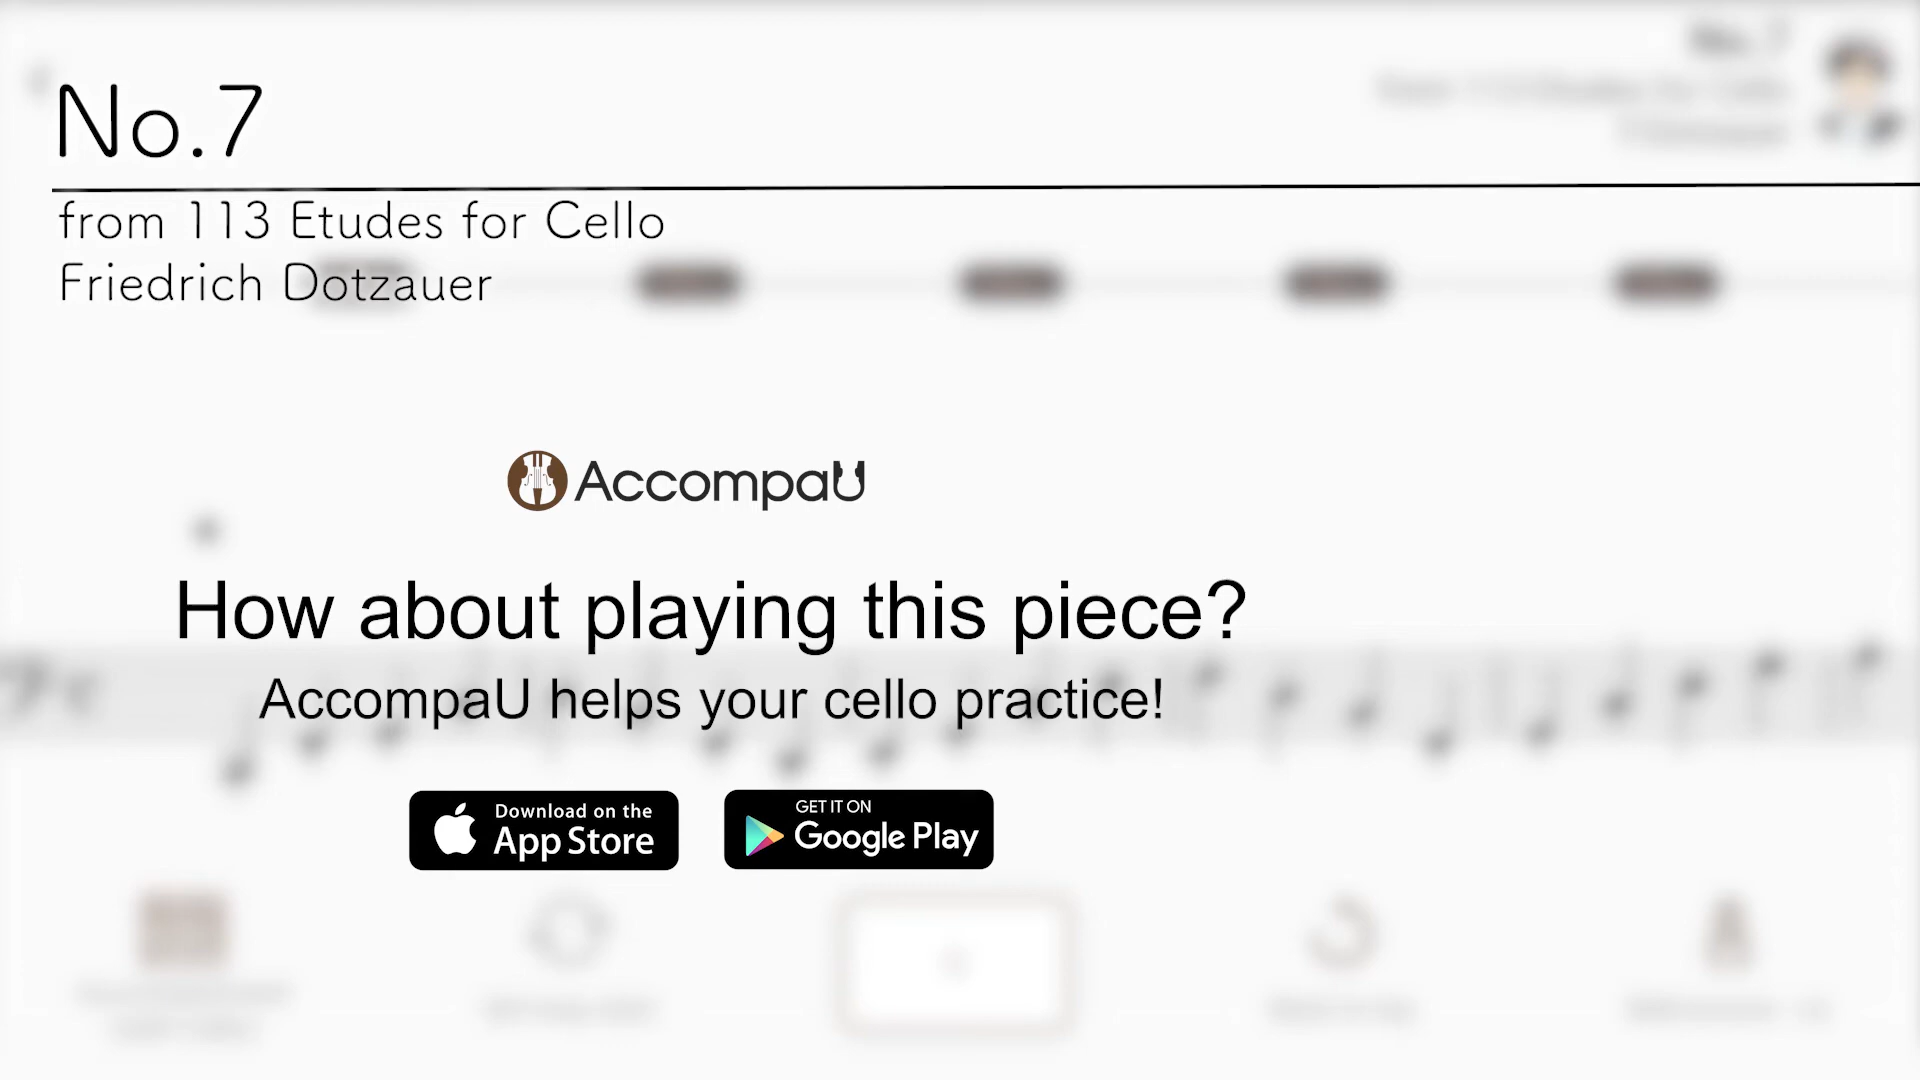 No.7
from 113 Etudes for Cello
Friedrich Dotzauer
AccompaU
How about playing this piece?
AccompaU helps your cello practice!
Download on the
App Store
GET IT ON
Google Play